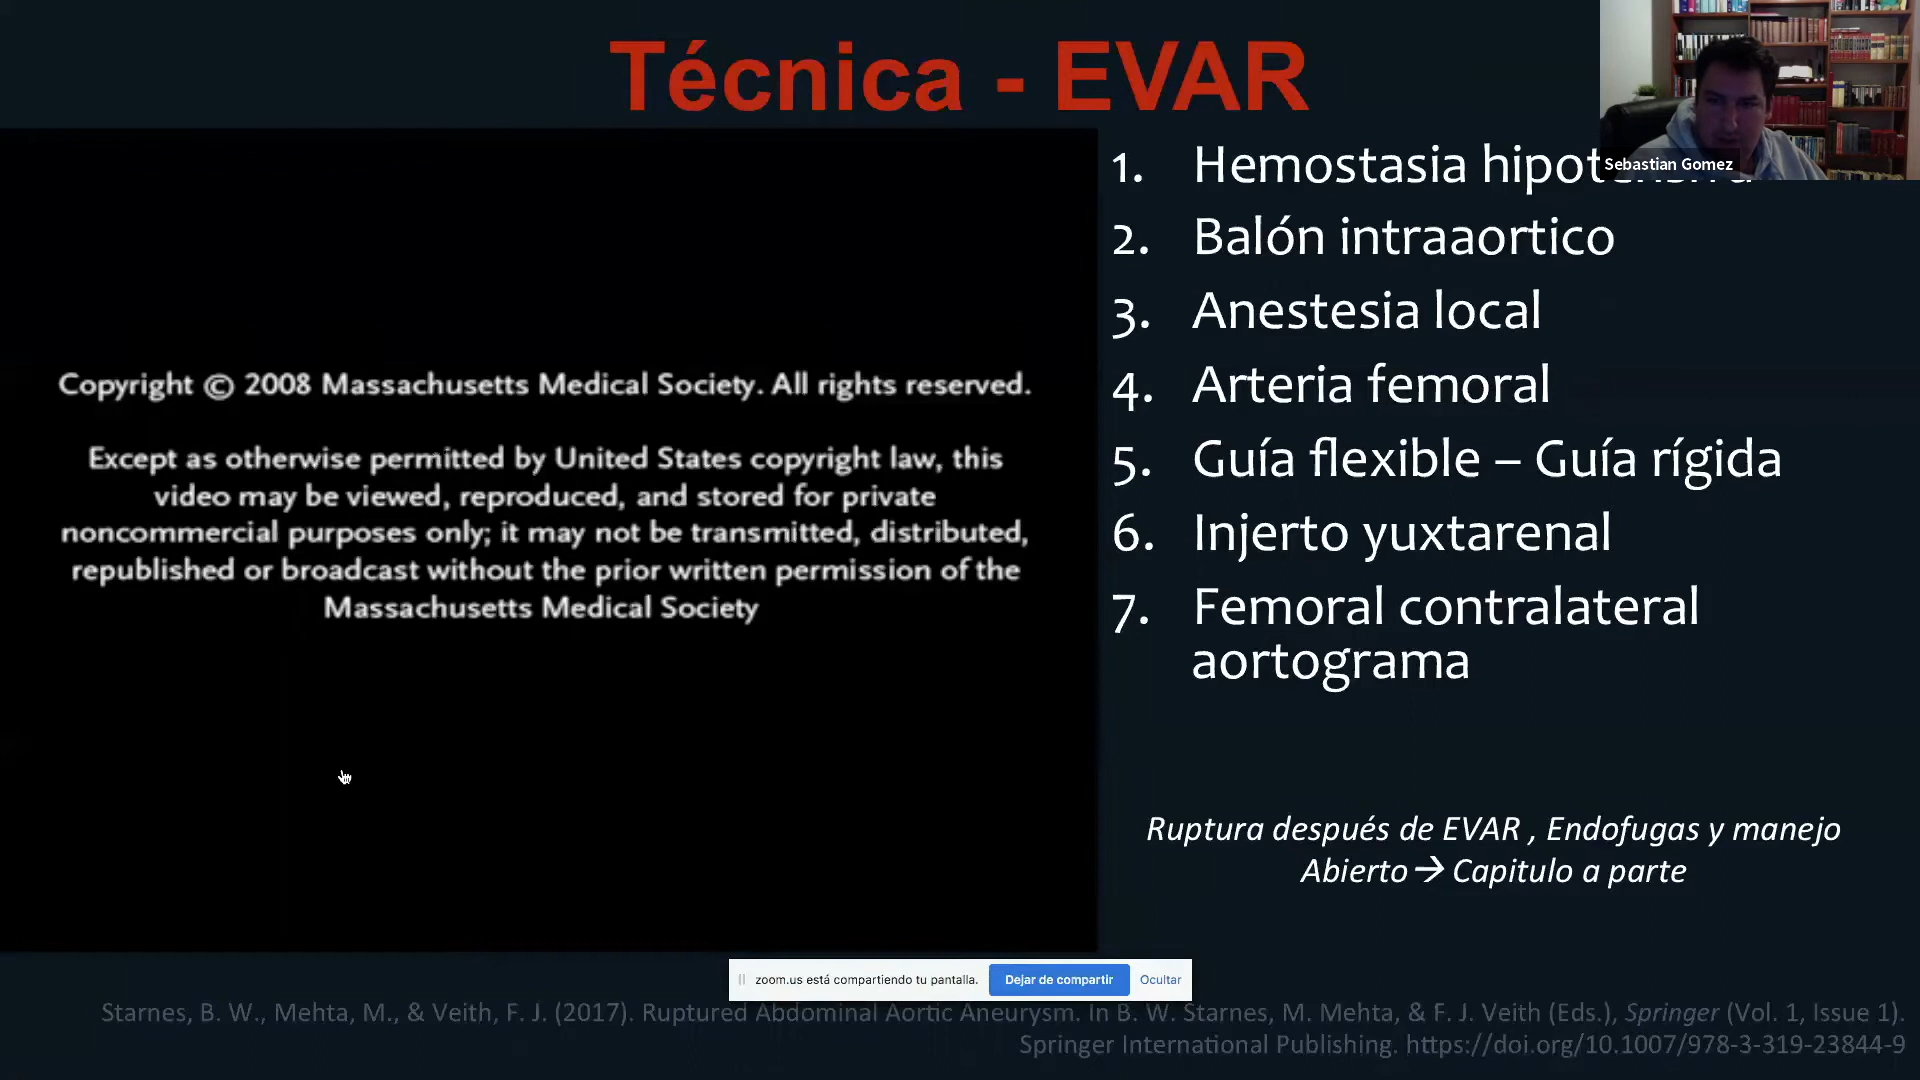 Técnica - EVAR
Sebastian Gomez
1. Hemostasia
2. Balón intraaortico
3. Anestesia local
4. Arteria femoral
5. Guía flexible – Guía rígida
6. Injerto yuxtarenal
7. Femoral contralateral
aortograma
Copyright © 2008 Massachusetts Medical Society. All rights reserved.
Except as otherwise permitted by United States copyright law, this
video may be viewed, reproduced, and stored for private
noncommercial purposes only; it may not be transmitted, distributed,
republished or broadcast without the prior written permission of the
Massachusetts Medical Society
Ruptura después de EVAR , Endofugas y manejo
Abierto → Capitulo a parte
zoom.us está compartiendo tu pantalla. Dejar de compartir Ocultar
Starnes, B. W., Mehta, M., & Veith, F. J. (2017). Ruptured Abdominal Aortic Aneurysm. In B. W. Starnes, M. Mehta, & F. J. Veith (Eds.), Springer (Vol. 1, Issue 1).
Springer International Publishing. https://doi.org/10.1007/978-3-319-23844-9